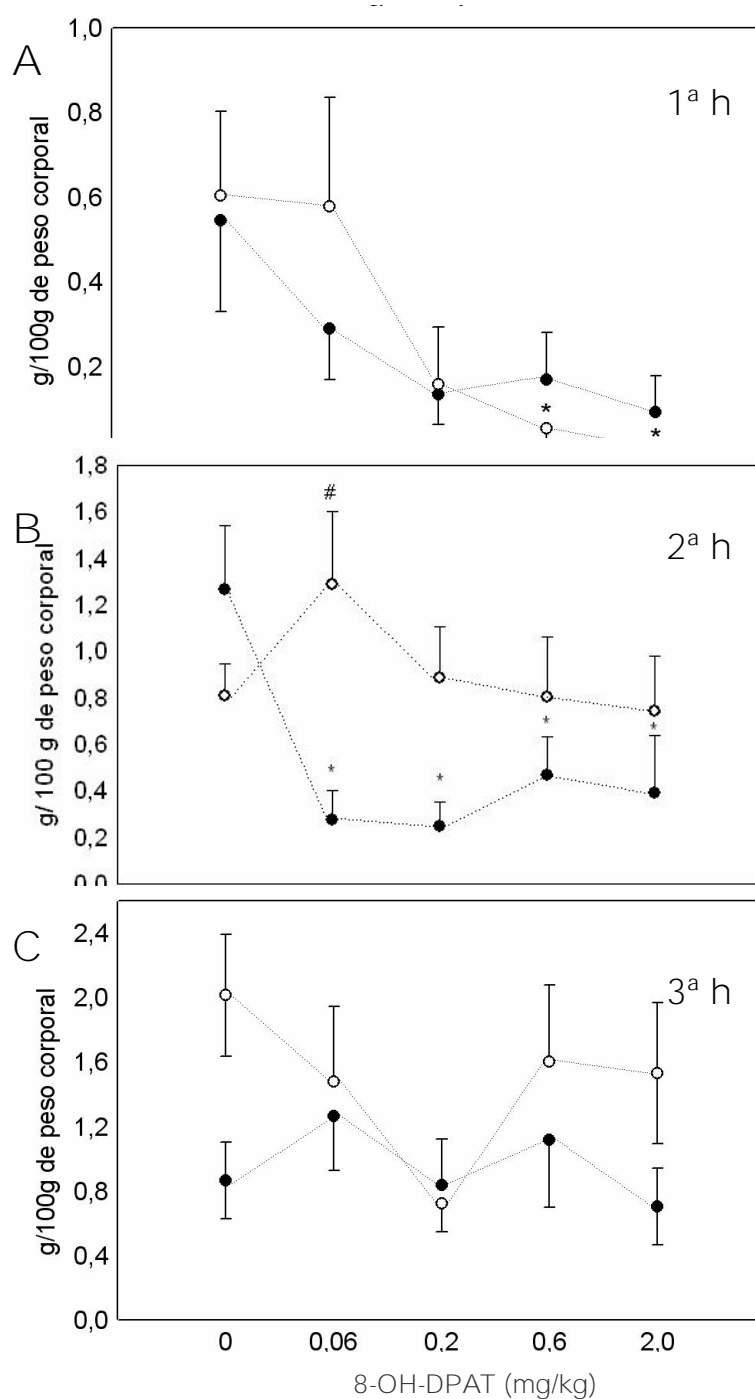 A
1ª h
g/100g de peso corporal
1,0
0,8
0,6
0,4
0,2
*
*
B
2ª h
g/ 100 g de peso corporal
1,8
1,6
1,4
1,2
1,0
0,8
0,6
0,4
0,2
0,0
#
*
*
*
*
C
3ª h
g/100g de peso corporal
2,4
2,0
1,6
1,2
0,8
0,4
0,0
0 0,06 0,2 0,6 2,0
8-OH-DPAT (mg/kg)